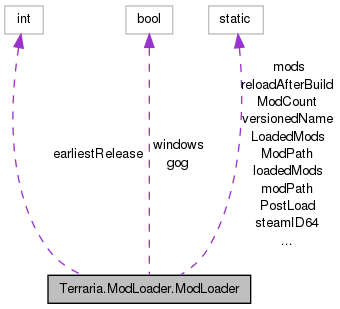 int
bool
static
mods
reloadAfterBuild
ModCount
versionedName
LoadedMods
ModPath
loadedMods
modPath
PostLoad
steamID64
...
earliestRelease
windows
gog
Terraria.ModLoader.ModLoader